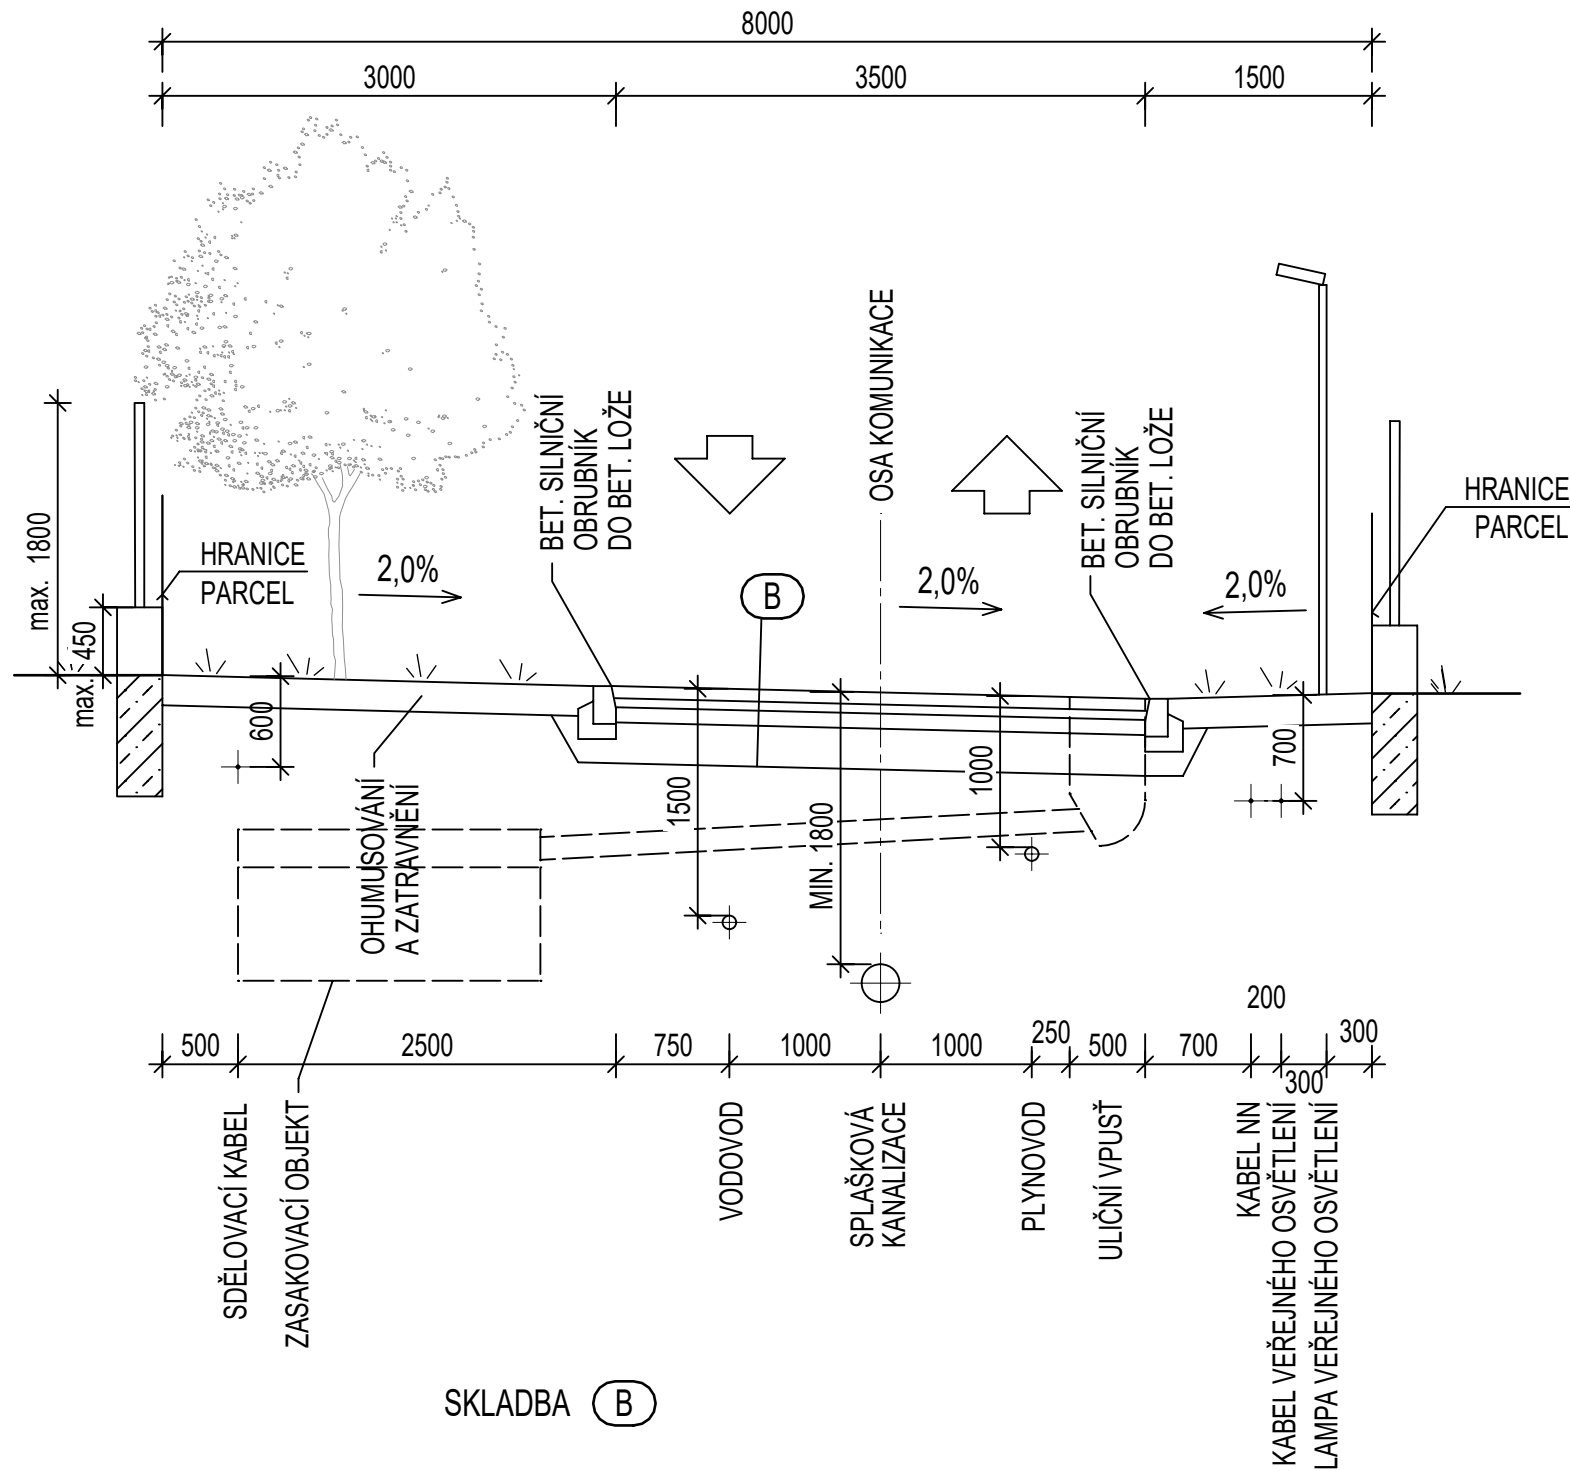 8000
3000
3500
1500
OSA KOMUNIKACE
BET. SILNIČNÍ
OBRUBNÍK
DO BET. LOŽE
BET. SILNIČNÍ
OBRUBNÍK
DO BET. LOŽE
HRANICE
PARCEL
HRANICE
PARCEL
max. 1800
max. 450
2,0%
2,0%
2,0%
B
600
1500
MIN. 1800
1000
700
OHUMUSOVÁNÍ
A ZATRAVNĚNÍ
200
500
2500
750
1000
1000
250
500
700
300
300
SDĚLOVACÍ KABEL
ZASAKOVACÍ OBJEKT
VODOVOD
SPLAŠKOVÁ
KANALIZACE
PLYNOVOD
ULIČNÍ VPUSŤ
KABEL NN
KABEL VEŘEJNÉHO OSVĚTLENÍ
LAMPA VEŘEJNÉHO OSVĚTLENÍ
SKLADBA B